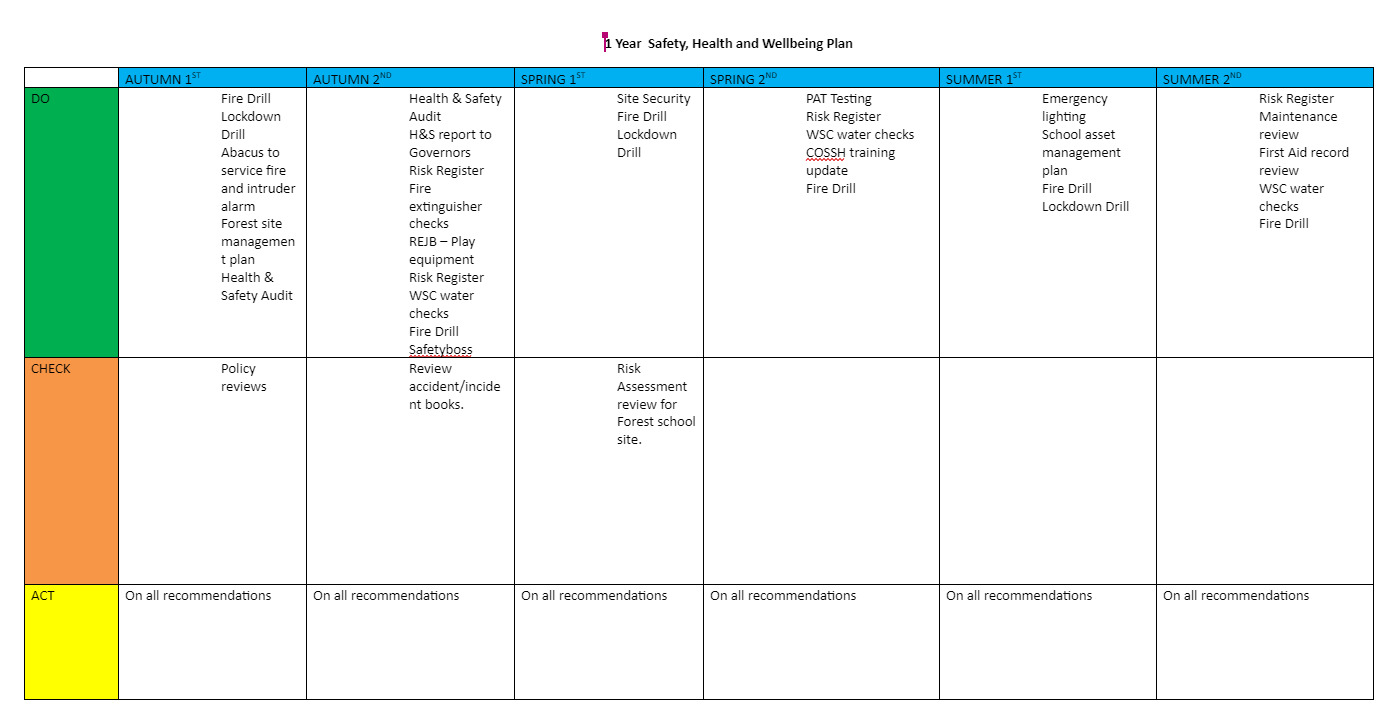 1 Year  Safety, Health and Wellbeing Plan
AUTUMN 1ST
AUTUMN 2ND
SPRING 1ST
SPRING 2ND
SUMMER 1ST
SUMMER 2ND
DO
Fire Drill
Lockdown
Drill
Abacus to
service fire
and intruder
alarm
Forest site
managemen
t plan
Health &
Safety Audit
Health & Safety
Audit
H&S report to
Governors
Risk Register
Fire
extinguisher
checks
REJB – Play
equipment
Risk Register
WSC water
checks
Fire Drill
Safetyboss
Site Security
Fire Drill
Lockdown
Drill
PAT Testing
Risk Register
WSC water checks
COSSH training
update
Fire Drill
Emergency
lighting
School asset
management
plan
Fire Drill
Lockdown Drill
Risk Register
Maintenance
review
First Aid record
review
WSC water
checks
Fire Drill
CHECK
Policy
reviews
Review
accident/incide
nt books.
Risk
Assessment
review for
Forest school
site.
ACT
On all recommendations
On all recommendations
On all recommendations
On all recommendations
On all recommendations
On all recommendations